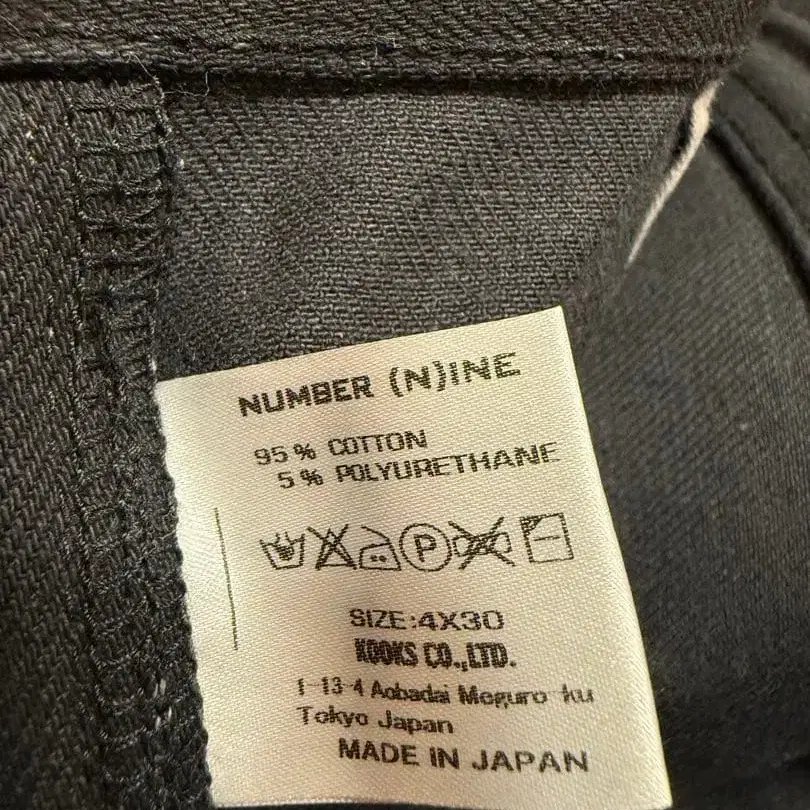 NUMBER (N)INE
95% COTTON
5% POLYURETHANE
P
SIZE:4X30
KOOKS CO.,LTD.
1-13-4 Aobadai Meguro-ku
Tokyo Japan
MADE IN JAPAN